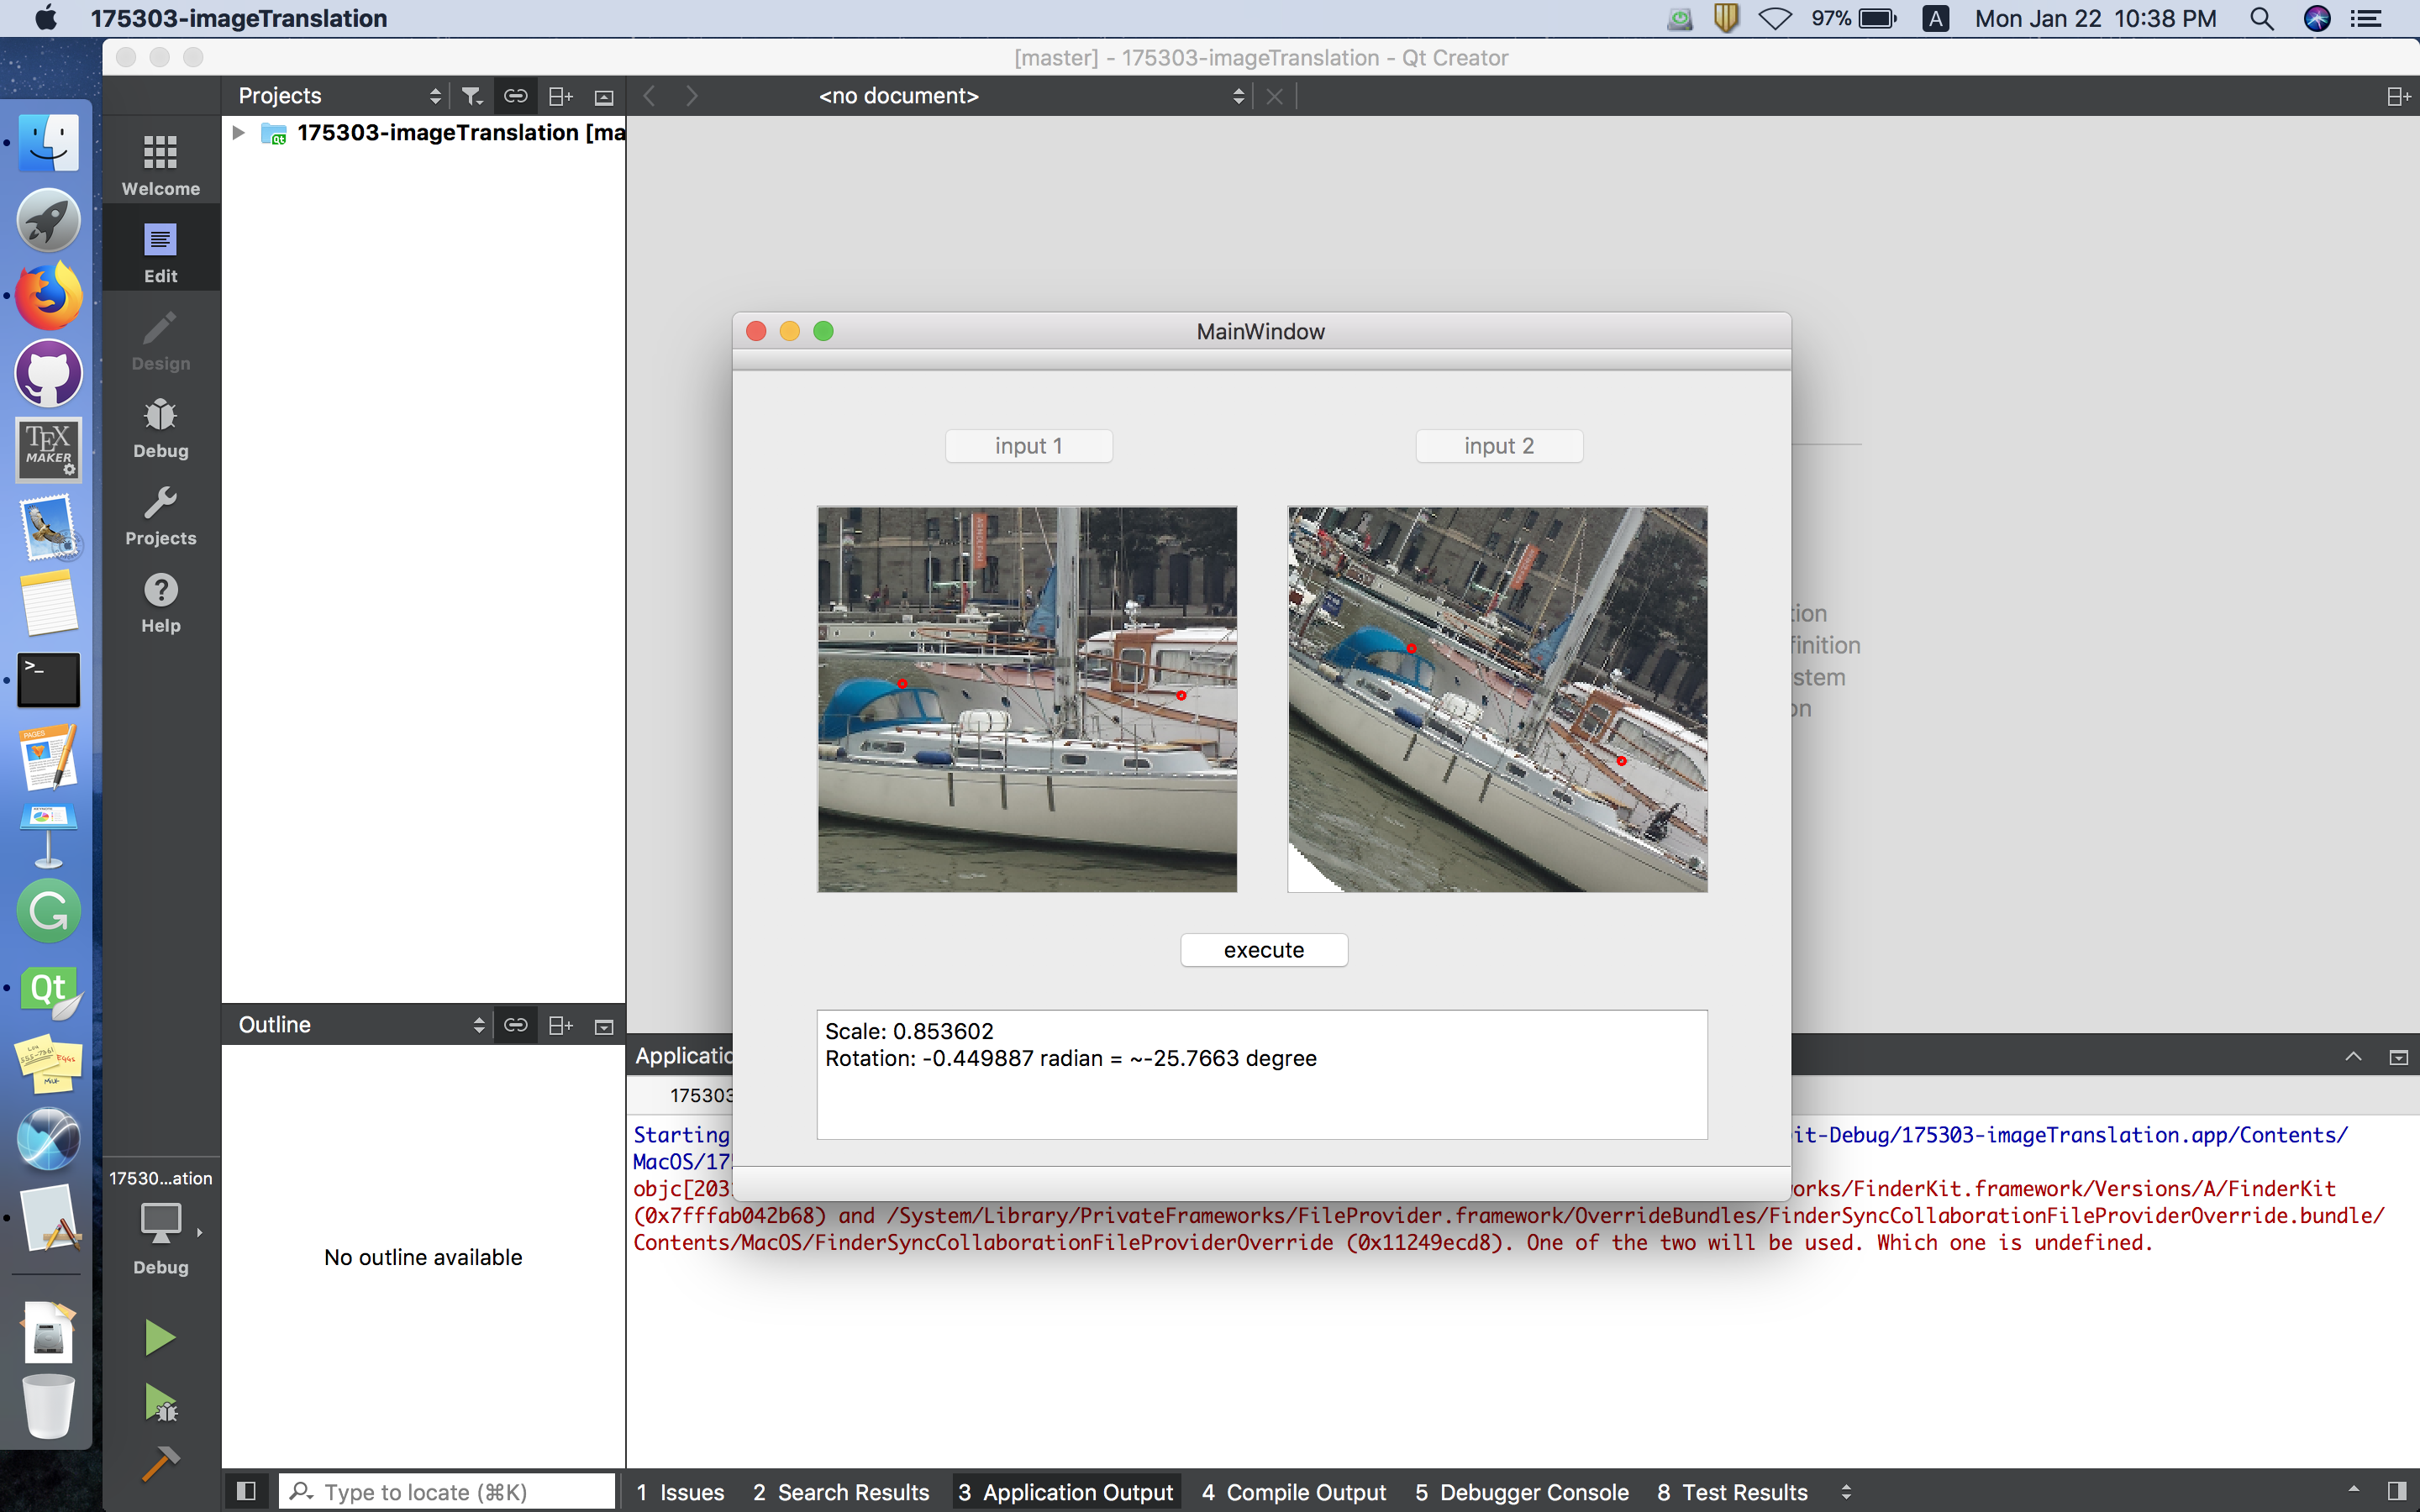 175303-imageTranslation
97%
A
Mon Jan 22 10:38 PM
[master] - 175303-imageTranslation - Qt Creator
Projects
<no document>
175303-imageTranslation [ma
Welcome
Edit
Design
Debug
Projects
Help
TEX
MAKER
PAGES
Qt
MainWindow
input 1
input 2
tion
finition
stem
on
execute
Scale: 0.853602
Rotation: -0.449887 radian = ~-25.7663 degree
Outline
No outline available
Applicatio
175303
Starting
it-Debug/175303-imageTranslation.app/Contents/
MacOS/17
objc[203
orks/FinderKit.framework/Versions/A/FinderKit
(0x7fffab042b68) and /System/Library/PrivateFrameworks/FileProvider.framework/OverrideBundles/FinderSyncCollaborationFileProviderOverride.bundle/
Contents/MacOS/FinderSyncCollaborationFileProviderOverride (0x11249ecd8). One of the two will be used. Which one is undefined.
17530...ation
Debug
Type to locate (⌘K)
1 Issues
2 Search Results
3 Application Output
4 Compile Output
5 Debugger Console
8 Test Results